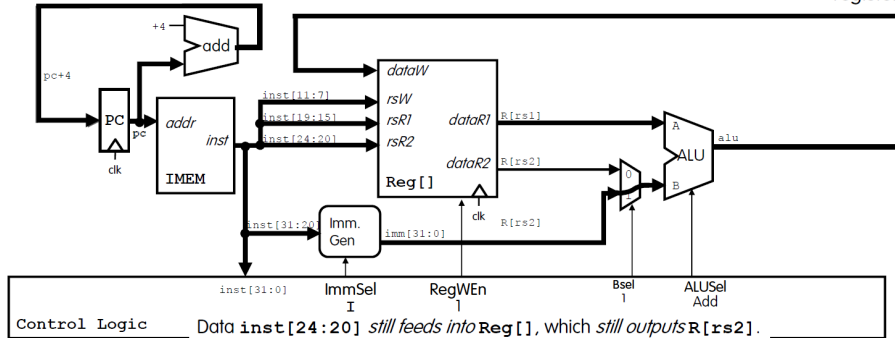 +4
add
pc+4
dataW
inst[11:7]
rsW
PC
addr
inst[19:15]
rsR1
dataR1
R[rs1]
A
alu
pc
inst
inst[24:20]
rsR2
ALU
clk
dataR2
R[rs2]
0
IMEM
Reg[]
B
1
clk
inst[31:20]
Imm.
Gen
imm[31:0]
R[rs2]
inst[31:0]
ImmSel
I
RegWEn
1
Bsel
1
ALUSel
Add
Control Logic
Data inst[24:20] still feeds into Reg[], which still outputs R[rs2].